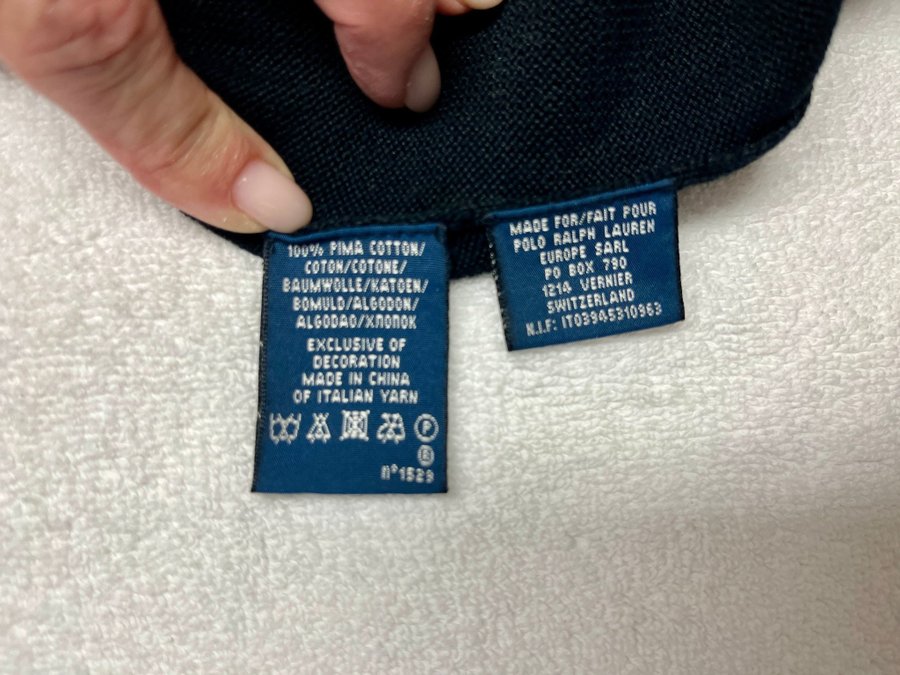 100% PIMA COTTON/
COTON/COTONE/
BAUMWOLLE/KATOEN/
BOMULD/ALGODON/
ALGODAO/ХЛОПОК
EXCLUSIVE OF
DECORATION
MADE IN CHINA
OF ITALIAN YARN
P
n°1529
MADE FOR/FAIT POUR
POLO RALPH LAUREN
EUROPE SARL
PO BOX 790
1214 VERNIER
SWITZERLAND
N.I.F: IT03945310963